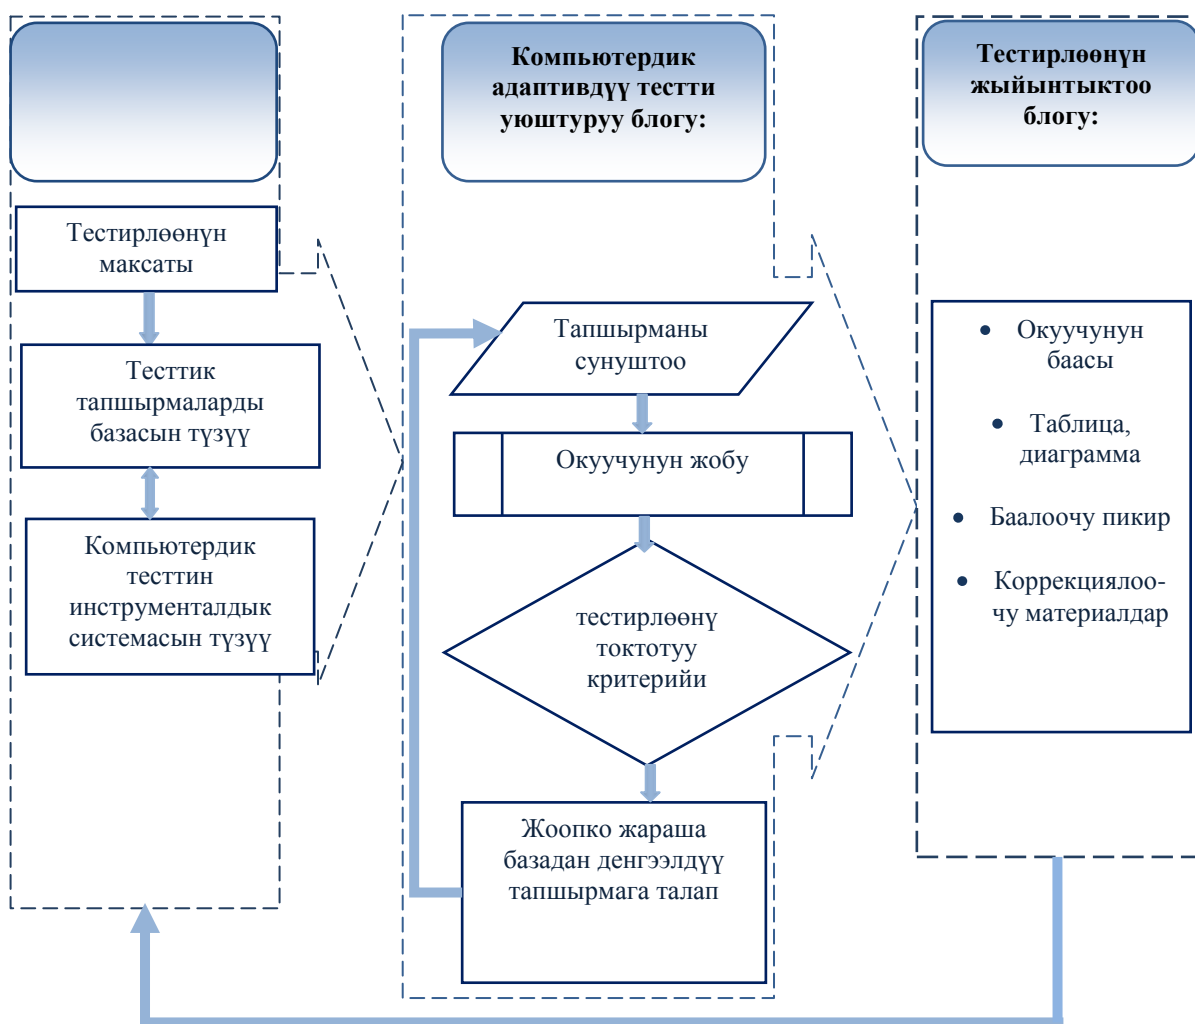 Тестирлөөнүн
максаты
Тесттик
тапшырмаларды
базасын түзүү
Компьютердик
тесттин
инструменталдык
системасын түзүү
Компьютердик
адаптивдүү тестти
уюштуруу блогу:
Тапшырманы
сунуштоо
Окуучунун жобу
тестирлөөнү
токтотуу
критерийи
Жоопко жараша
базадан денгээлдүү
тапшырмага талап
Тестирлөөнүн
жыйынтыктоо
блогу:
• Окуучунун
баасы
• Таблица,
диаграмма
• Баалоочу пикир
• Коррекциялоо-
чу материалдар